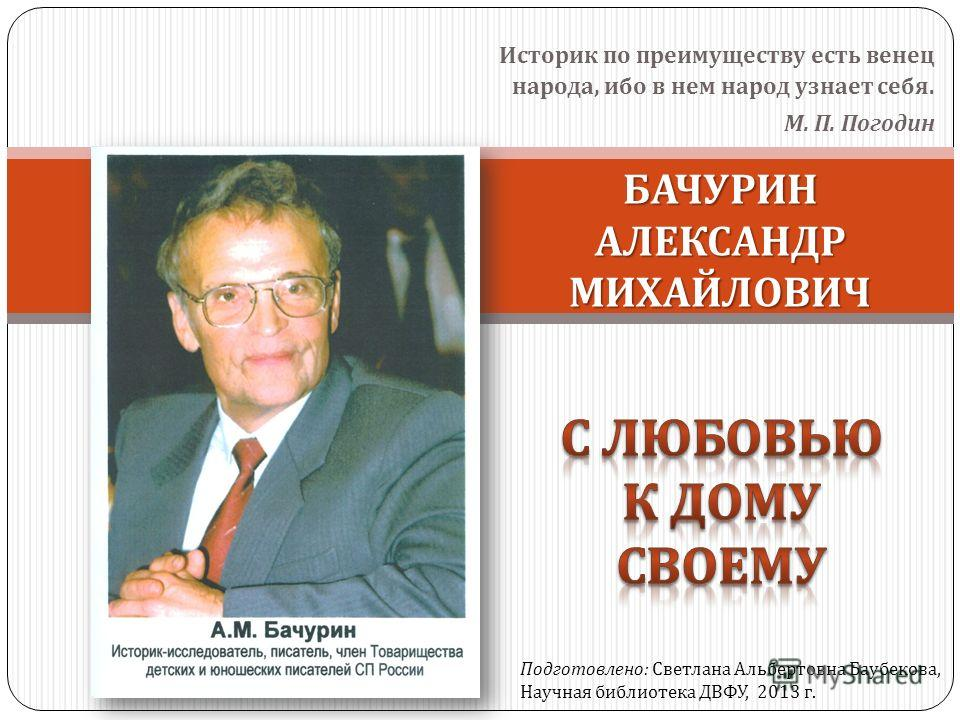 Историк по преимуществу есть венец
народа, ибо в нем народ узнает себя.
М. П. Погодин
БАЧУРИН
АЛЕКСАНДР
МИХАЙЛОВИЧ
С ЛЮБОВЬЮ
К ДОМУ
СВОЕМУ
А.М. Бачурин
Историк-исследователь, писатель, член Товарищества
детских и юношеских писателей СП России
Подготовлено: Светлана Альбертовна Баубекова,
Научная библиотека ДВФУ, 2013 г.
MyShared